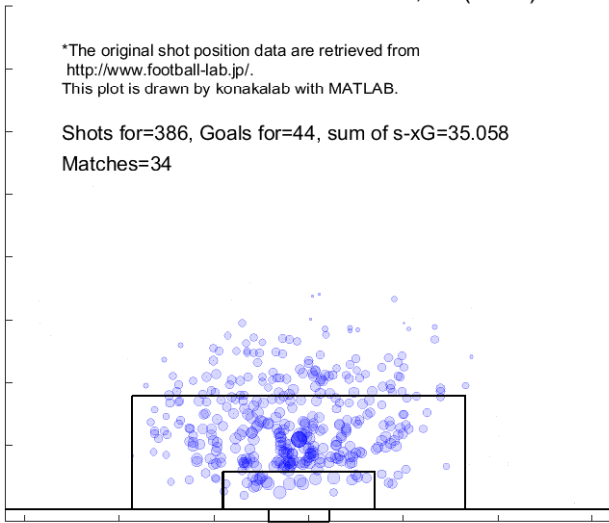 *The original shot position data are retrieved from
http://www.football-lab.jp/.
This plot is drawn by konakalab with MATLAB.
Shots for=386, Goals for=44, sum of s-xG=35.058
Matches=34